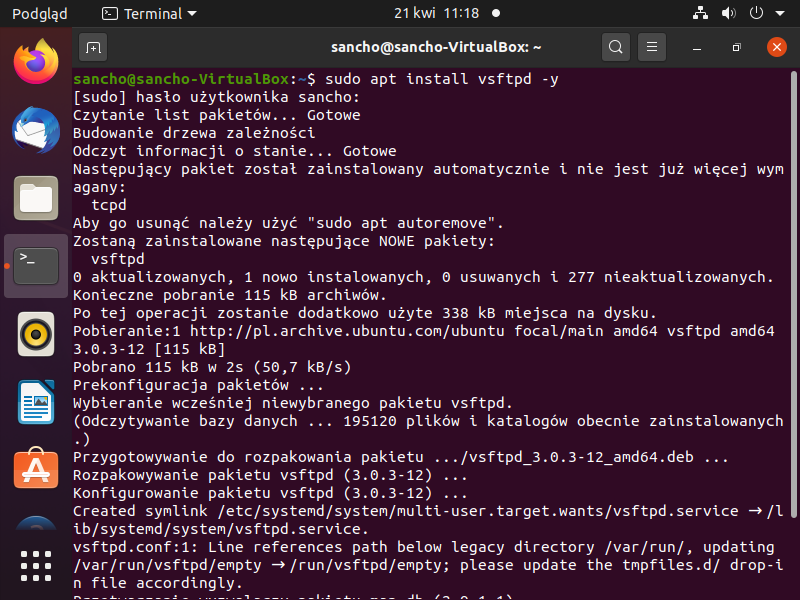 Podgląd
Terminal
21 kwi 11:18
sancho@sancho-VirtualBox: ~
sancho@sancho-VirtualBox:~$ sudo apt install vsftpd -y
[sudo] hasło użytkownika sancho:
Czytanie list pakietów... Gotowe
Budowanie drzewa zależności
Odczyt informacji o stanie... Gotowe
Następujący pakiet został zainstalowany automatycznie i nie jest już więcej wym
agany:
tcpd
Aby go usunąć należy użyć "sudo apt autoremove".
Zostaną zainstalowane następujące NOWE pakiety:
vsftpd
0 aktualizowanych, 1 nowo instalowanych, 0 usuwanych i 277 nieaktualizowanych.
Konieczne pobranie 115 kB archiwów.
Po tej operacji zostanie dodatkowo użyte 338 kB miejsca na dysku.
Pobieranie:1 http://pl.archive.ubuntu.com/ubuntu focal/main amd64 vsftpd amd64
3.0.3-12 [115 kB]
Pobrano 115 kB w 2s (50,7 kB/s)
Prekonfiguracja pakietów ...
Wybieranie wcześniej niewybranego pakietu vsftpd.
(Odczytywanie bazy danych ... 195120 plików i katalogów obecnie zainstalowanych
.)
Przygotowywanie do rozpakowania pakietu .../vsftpd_3.0.3-12_amd64.deb ...
Rozpakowywanie pakietu vsftpd (3.0.3-12) ...
Konfigurowanie pakietu vsftpd (3.0.3-12) ...
Created symlink /etc/systemd/system/multi-user.target.wants/vsftpd.service → /l
ib/systemd/system/vsftpd.service.
vsftpd.conf:1: Line references path below legacy directory /var/run/, updating
/var/run/vsftpd/empty → /run/vsftpd/empty; please update the tmpfiles.d/ drop-i
n file accordingly.